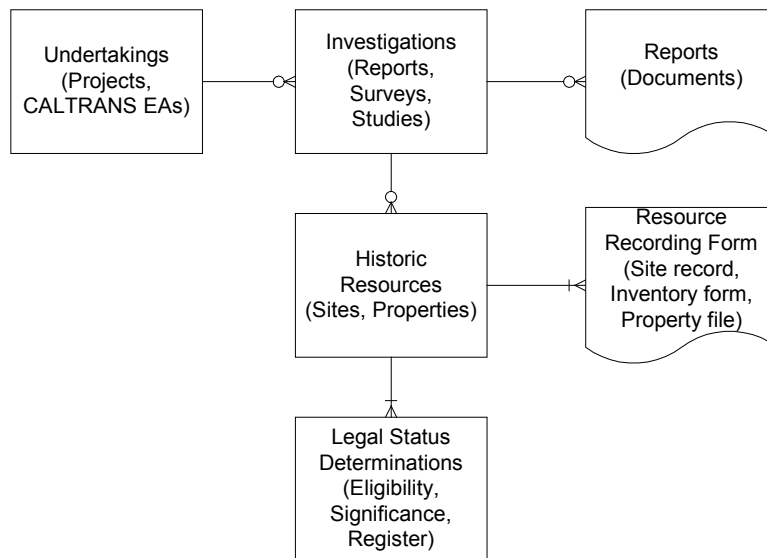 Undertakings
(Projects,
CALTRANS EAs)
Investigations
(Reports,
Surveys,
Studies)
Reports
(Documents)
Historic
Resources
(Sites, Properties)
Resource
Recording Form
(Site record,
Inventory form,
Property file)
Legal Status
Determinations
(Eligibility,
Significance,
Register)